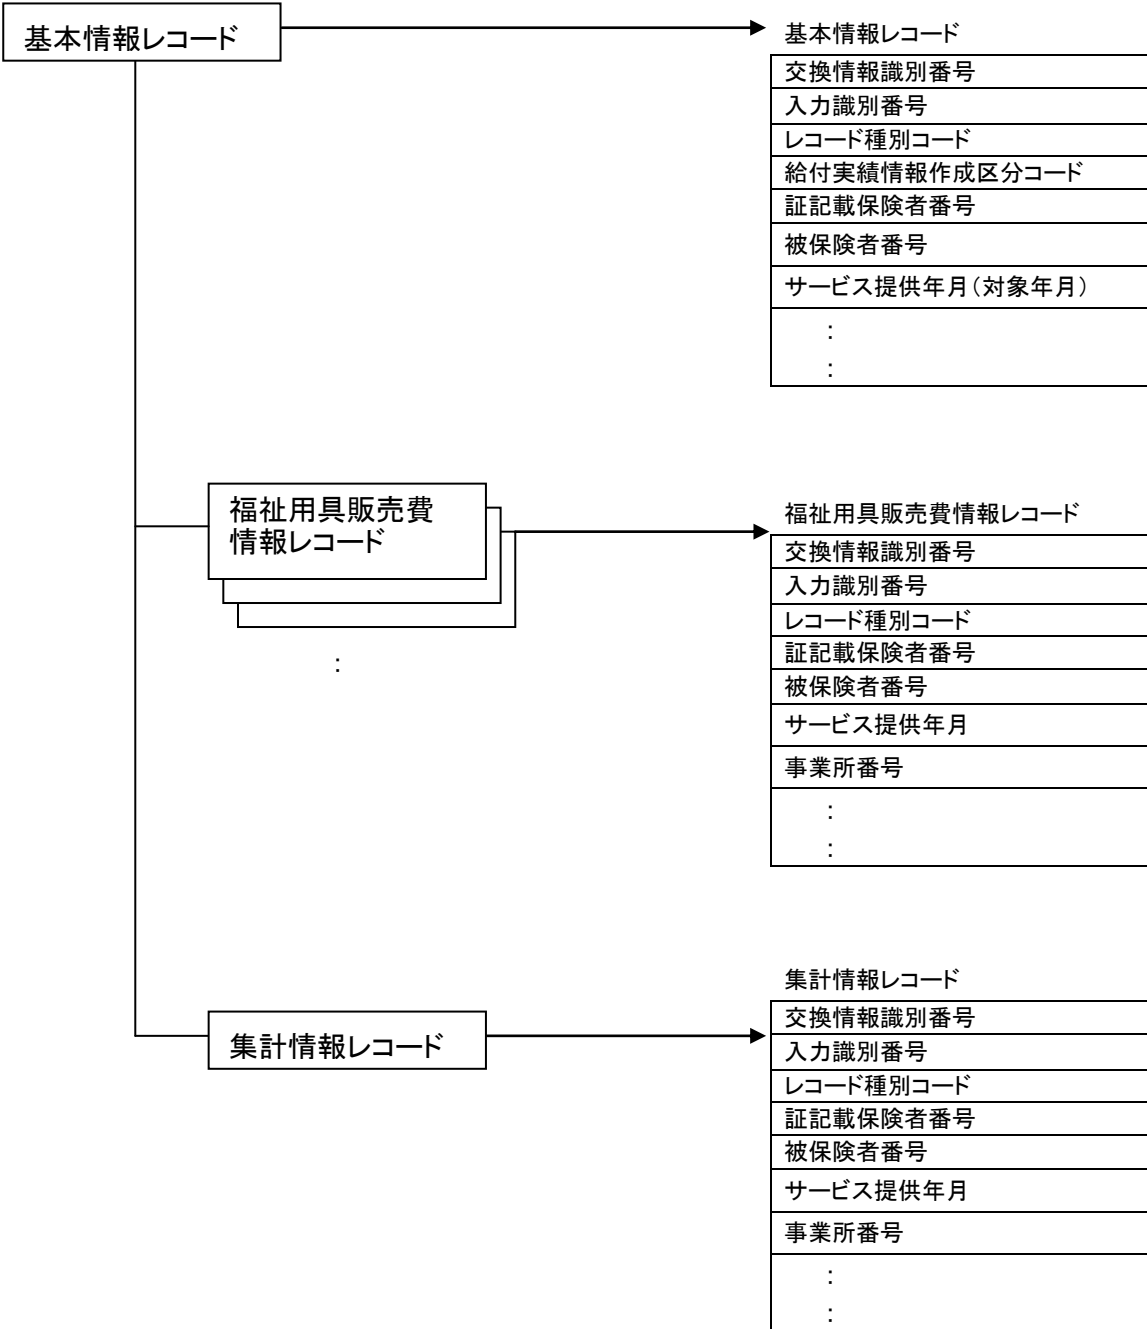 基本情報レコード
基本情報レコード
交換情報識別番号
入力識別番号
レコード種別コード
給付実績情報作成区分コード
証記載保険者番号
被保険者番号
サービス提供年月(対象年月)
:
:
福祉用具販売費
情報レコード
:
福祉用具販売費情報レコード
交換情報識別番号
入力識別番号
レコード種別コード
証記載保険者番号
被保険者番号
サービス提供年月
事業所番号
:
:
集計情報レコード
集計情報レコード
交換情報識別番号
入力識別番号
レコード種別コード
証記載保険者番号
被保険者番号
サービス提供年月
事業所番号
:
: